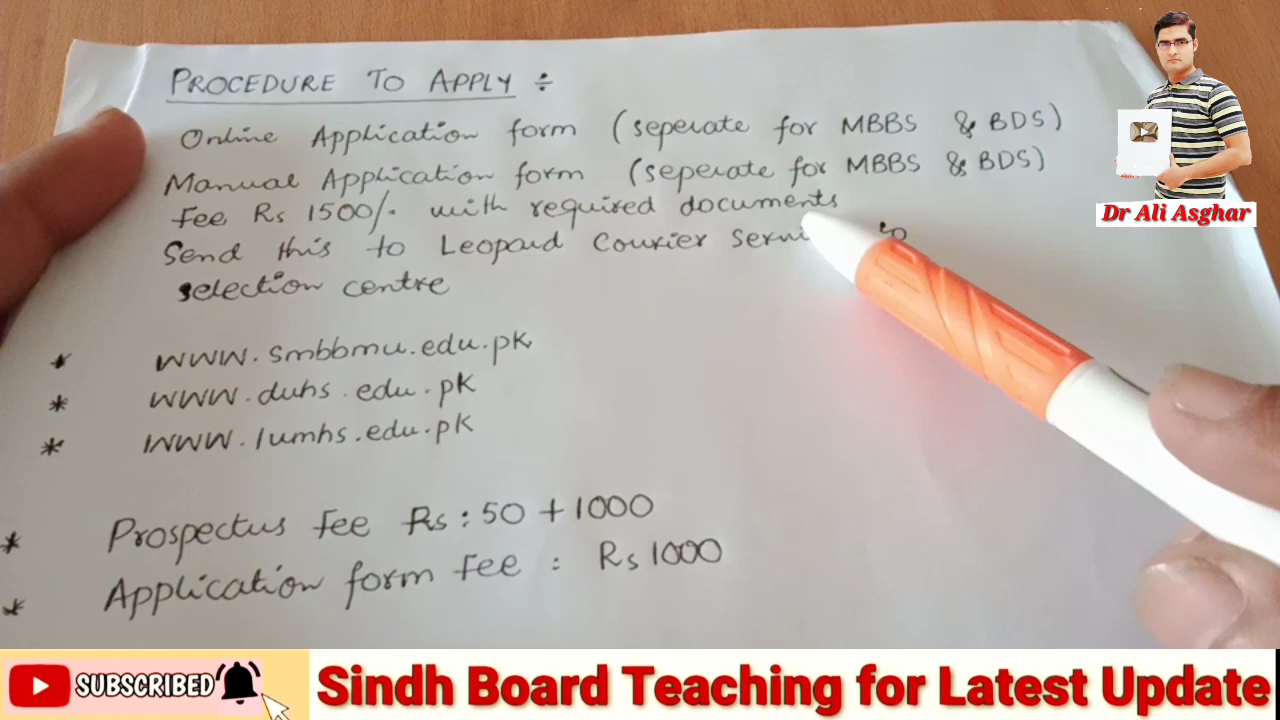 PROCEDURE TO APPLY :
Online Application form (seperate for MBBS & BDS)
Manual Application form (seperate for MBBS & BDS)
Fee Rs 1500/. with required documents
Send this to Leopard Courier
selection centre
* www.smbbmu.edu.pk
* www.duhs.edu.pk
* www.lumhs.edu.pk
* Prospectus fee Rs: 50 + 1000
* Application form fee : Rs 1000
Dr Ali Asghar
SUBSCRIBED
Sindh Board Teaching for Latest Update